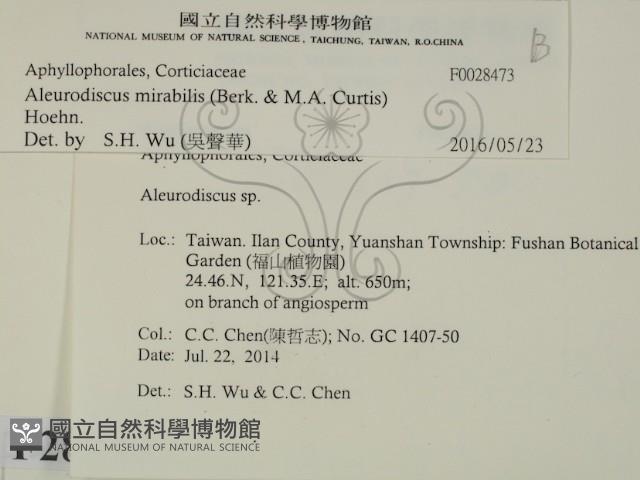 國立自然科學博物館
NATIONAL MUSEUM OF NATURAL SCIENCE, TAICHUNG, TAIWAN, R.O.CHINA
B
Aphyllophorales, Corticiaceae F0028473
Aleurodiscus mirabilis (Berk. & M.A. Curtis)
Hoehn.
Det. by S.H. Wu (吳聲華) 2016/05/23
Aphyllophorales, Corticiaceae
Aleurodiscus sp.
Loc.: Taiwan. Ilan County, Yuanshan Township: Fushan Botanical
Garden (福山植物園)
24.46.N, 121.35.E; alt. 650m;
on branch of angiosperm
Col.: C.C. Chen(陳哲志); No. GC 1407-50
Date: Jul. 22, 2014
Det.: S.H. Wu & C.C. Chen
國立自然科學博物館
NATIONAL MUSEUM OF NATURAL SCIENCE